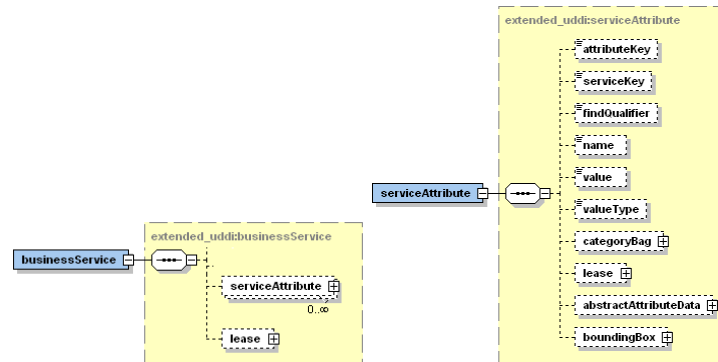 extended_uddi:serviceAttribute
attributeKey
serviceKey
findQualifier
name
value
serviceAttribute
valueType
categoryBag
lease
abstractAttributeData
boundingBox
extended_uddi:businessService
businessService
serviceAttribute
0..∞
lease